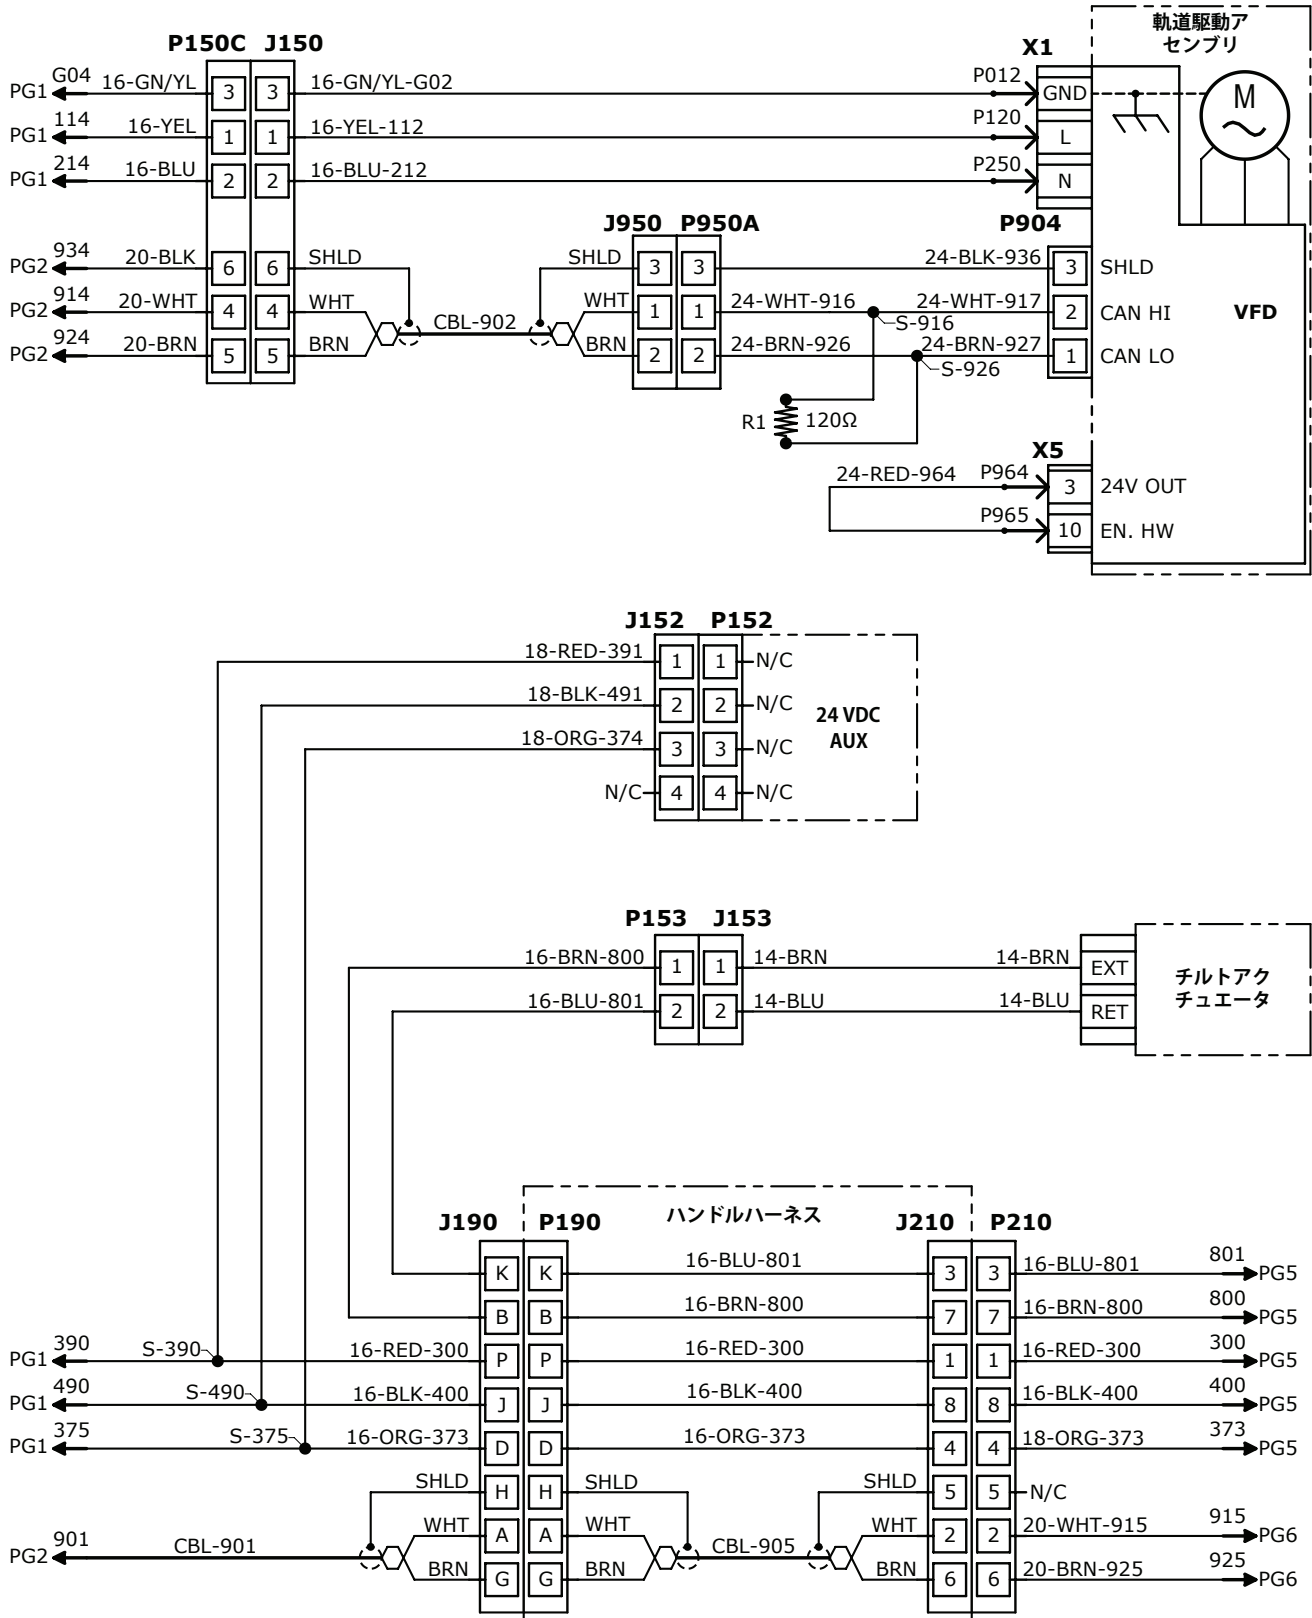 軌道駆動ア
センブリ
P150C J150
X1
G04
PG1 16-GN/YL 3 3 16-GN/YL-G02 P012 GND M
114
PG1 16-YEL 1 1 16-YEL-112 P120 L
214
PG1 16-BLU 2 2 16-BLU-212 P250 N
J950 P950A P904
934
PG2 20-BLK 6 6 SHLD SHLD 3 3 24-BLK-936 3 SHLD
914
PG2 20-WHT 4 4 WHT WHT 1 1 24-WHT-916 24-WHT-917 2 CAN HI VFD
CBL-902 S-916
924
PG2 20-BRN 5 5 BRN BRN 2 2 24-BRN-926 24-BRN-927 1 CAN LO
S-926
R1 120Ω
X5
24-RED-964 P964 3 24V OUT
P965 10 EN. HW
J152 P152
18-RED-391 1 1 N/C
18-BLK-491 2 2 N/C
24 VDC
AUX
18-ORG-374 3 3 N/C
N/C 4 4 N/C
P153 J153
16-BRN-800 1 1 14-BRN 14-BRN EXT
16-BLU-801 2 2 14-BLU 14-BLU RET
チルトアク
チュエータ
ハンドルハーネス
J190 P190 J210 P210
K K 16-BLU-801 3 3 16-BLU-801 801 PG5
B B 16-BRN-800 7 7 16-BRN-800 800 PG5
PG1 390 S-390 16-RED-300 P P 16-RED-300 1 1 16-RED-300 300 PG5
PG1 490 S-490 16-BLK-400 J J 16-BLK-400 8 8 16-BLK-400 400 PG5
PG1 375 S-375 16-ORG-373 D D 16-ORG-373 4 4 18-ORG-373 373 PG5
SHLD H H SHLD SHLD 5 5 N/C
WHT A A WHT WHT 2 2 20-WHT-915 915 PG6
PG2 901 CBL-901 CBL-905
BRN G G BRN BRN 6 6 20-BRN-925 925 PG6